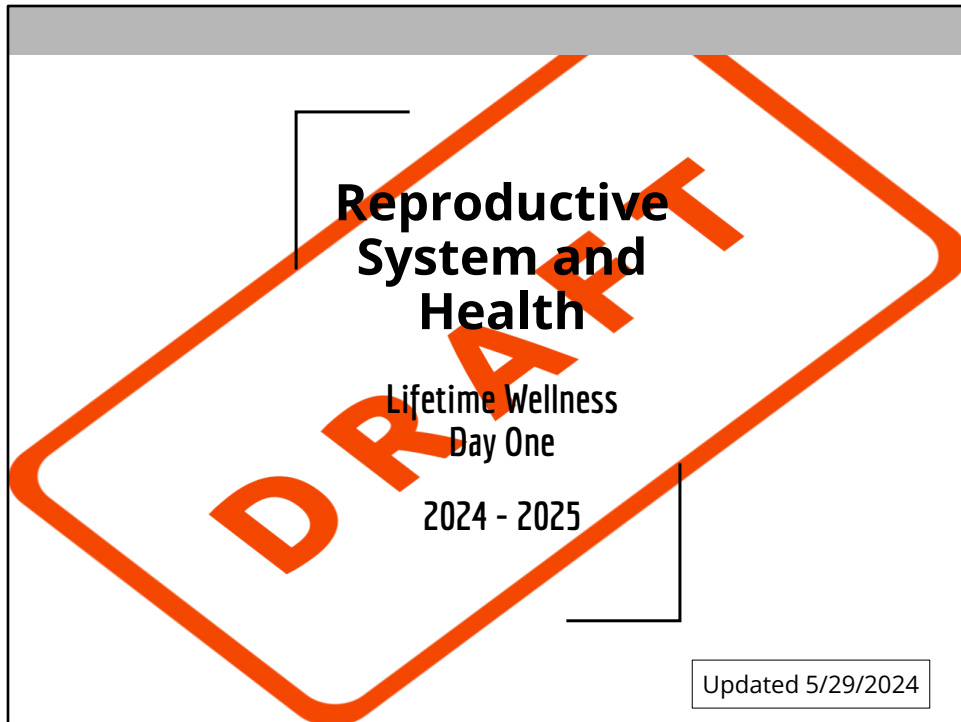 Reproductive
System and
Health
DRAFT
Lifetime Wellness
Day One
2024 - 2025
Updated 5/29/2024